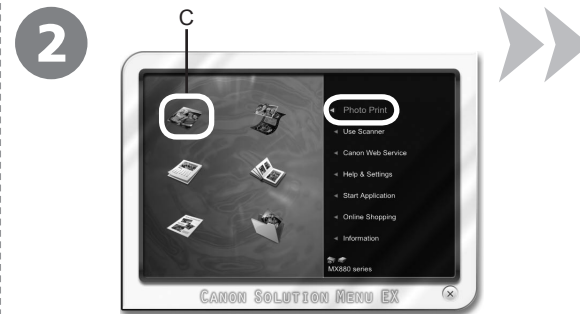 2
C
Photo Print
Use Scanner
Canon Web Service
Help & Settings
Start Application
Online Shopping
Information
MX880 series
CANON SOLUTION MENU EX